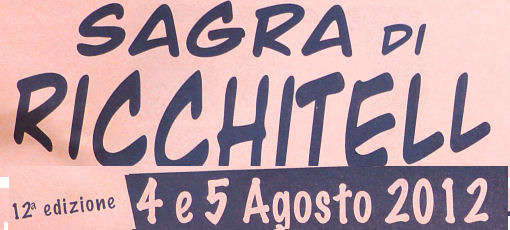 SAGRA DI
RICCHITELL
12ª edizione 4 e 5 Agosto 2012